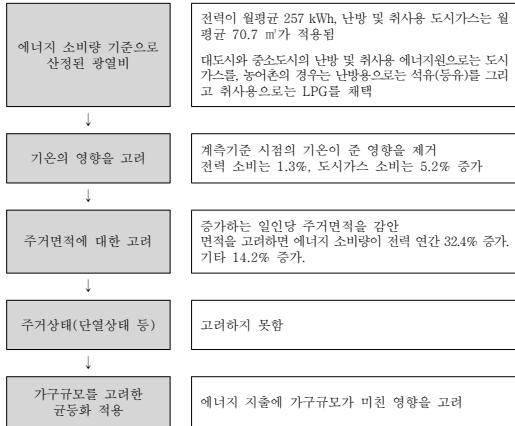 에너지 소비량 기준으로
산정된 광열비
전력이 월평균 257 kWh, 난방 및 취사용 도시가스는 월
평균 70.7 ㎥가 적용됨
대도시와 중소도시의 난방 및 취사용 에너지원으로는 도시
가스를, 농어촌의 경우는 난방용으로는 석유(등유)를 그리
고 취사용으로는 LPG를 채택
↓
기온의 영향을 고려
계측기준 시점의 기온이 준 영향을 제거
전력 소비는 1.3%, 도시가스 소비는 5.2% 증가
↓
주거면적에 대한 고려
증가하는 일인당 주거면적을 감안
면적을 고려하면 에너지 소비량이 전력 연간 32.4% 증가.
기타 14.2% 증가.
↓
주거상태(단열상태 등)
고려하지 못함
↓
가구규모를 고려한
균등화 적용
에너지 지출에 가구규모가 미친 영향을 고려